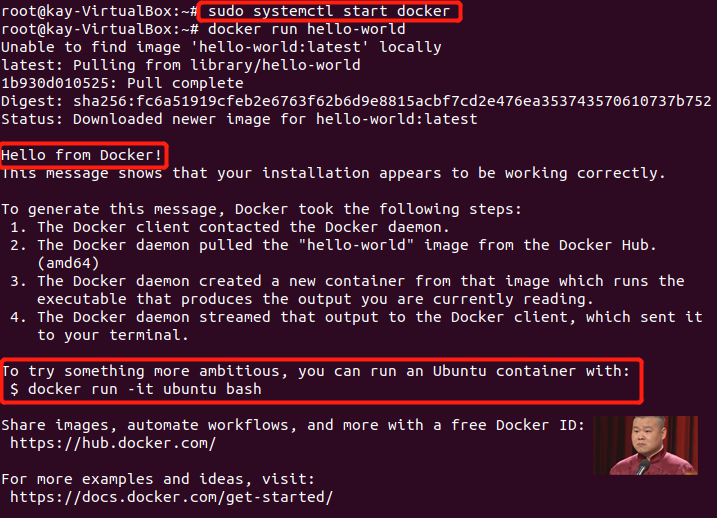 root@kay-VirtualBox:~# sudo systemctl start docker
root@kay-VirtualBox:~# docker run hello-world
Unable to find image 'hello-world:latest' locally
latest: Pulling from library/hello-world
1b930d010525: Pull complete
Digest: sha256:fc6a51919cfeb2e6763f62b6d9e8815acbf7cd2e476ea353743570610737b752
Status: Downloaded newer image for hello-world:latest
Hello from Docker!
This message shows that your installation appears to be working correctly.
To generate this message, Docker took the following steps:
1. The Docker client contacted the Docker daemon.
2. The Docker daemon pulled the "hello-world" image from the Docker Hub.
(amd64)
3. The Docker daemon created a new container from that image which runs the
executable that produces the output you are currently reading.
4. The Docker daemon streamed that output to the Docker client, which sent it
to your terminal.
To try something more ambitious, you can run an Ubuntu container with:
$ docker run -it ubuntu bash
Share images, automate workflows, and more with a free Docker ID:
https://hub.docker.com/
For more examples and ideas, visit:
https://docs.docker.com/get-started/